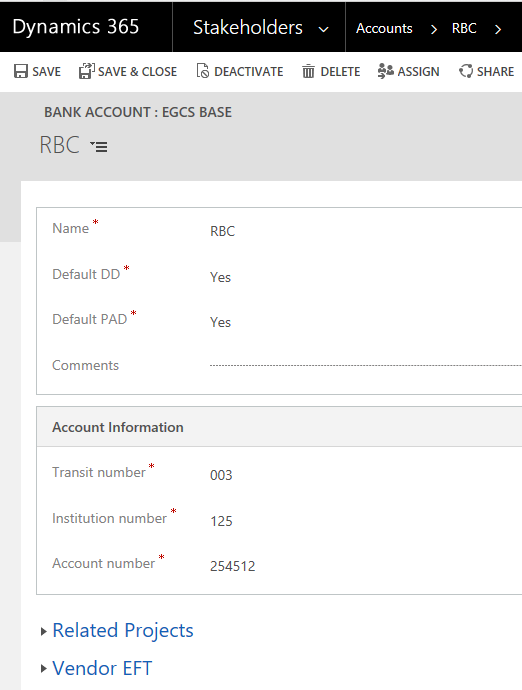 Dynamics 365 Stakeholders Accounts RBC
SAVE SAVE & CLOSE DEACTIVATE DELETE ASSIGN SHARE
BANK ACCOUNT : EGCS BASE
RBC
Name * RBC
Default DD * Yes
Default PAD * Yes
Comments
Account Information
Transit number * 003
Institution number * 125
Account number * 254512
Related Projects
Vendor EFT